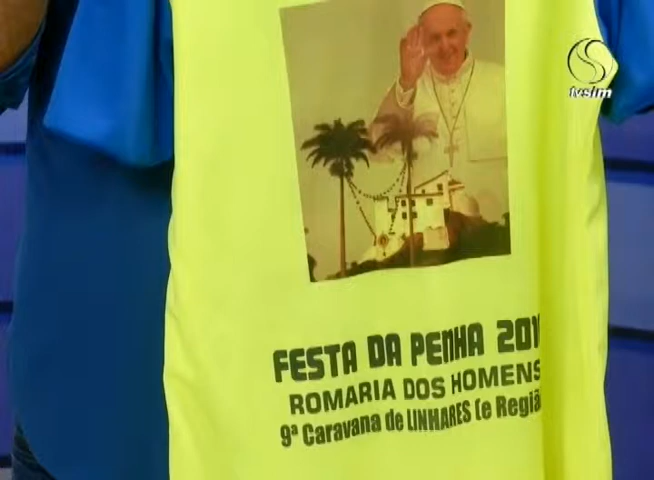 tvsim
FESTA DA PENHA 201
ROMARIA DOS HOMENS
9ª Caravana de LINHARES (e Regiã